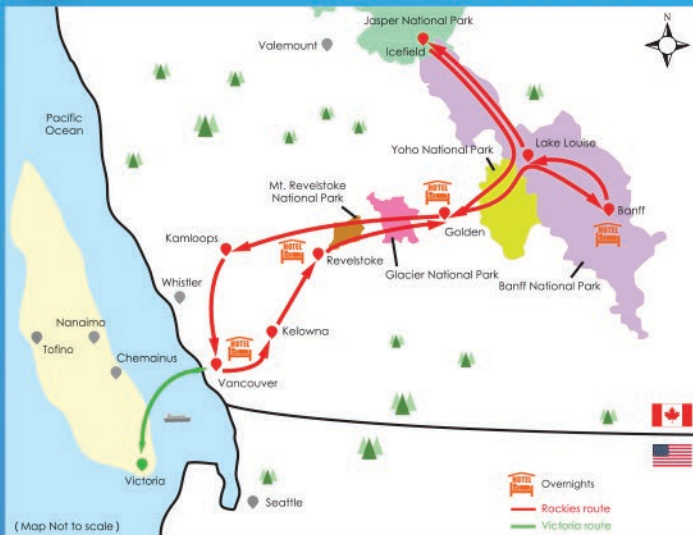 Jasper National Park
Icefield
N
Valemount
Pacific
Ocean
Lake Louise
Yoho National Park
Mt. Revelstoke
National Park
HOTEL
Banff
HOTEL
Golden
Kamloops
HOTEL
Revelstoke
Glacier National Park
Banff National Park
Whistler
Nanaimo
Kelowna
Tofino
Chemainus
HOTEL
Vancouver
Victoria
HOTEL
Overnights
Seattle
Rockies route
(Map Not to scale)
Victoria route